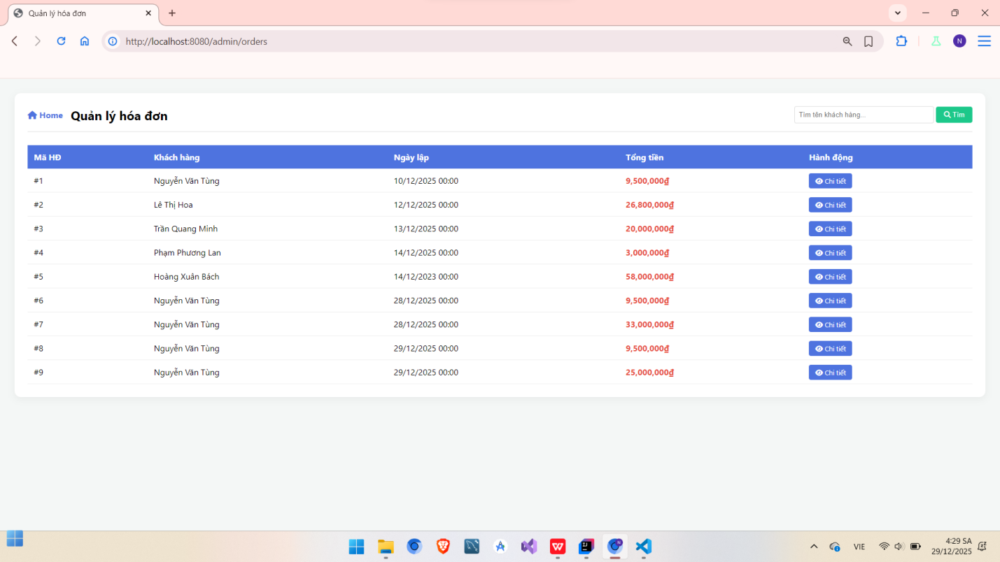 Quản lý hóa đơn
http://localhost:8080/admin/orders
N
Home Quản lý hóa đơn
Tìm tên khách hàng... Tìm
Mã HĐ Khách hàng Ngày lập Tổng tiền Hành động
#1 Nguyễn Văn Tùng 10/12/2025 00:00 9,500,000₫ Chi tiết
#2 Lê Thị Hoa 12/12/2025 00:00 26,800,000₫ Chi tiết
#3 Trần Quang Minh 13/12/2025 00:00 20,000,000₫ Chi tiết
#4 Phạm Phương Lan 14/12/2025 00:00 3,000,000₫ Chi tiết
#5 Hoàng Xuân Bách 14/12/2023 00:00 58,000,000₫ Chi tiết
#6 Nguyễn Văn Tùng 28/12/2025 00:00 9,500,000₫ Chi tiết
#7 Nguyễn Văn Tùng 28/12/2025 00:00 33,000,000₫ Chi tiết
#8 Nguyễn Văn Tùng 29/12/2025 00:00 9,500,000₫ Chi tiết
#9 Nguyễn Văn Tùng 29/12/2025 00:00 25,000,000₫ Chi tiết
VIE
4:29 SA
29/12/2025